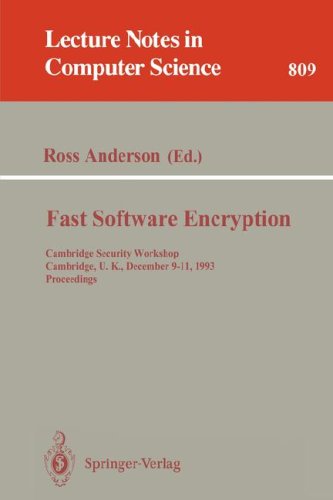 Lecture Notes in
Computer Science 809
Ross Anderson (Ed.)
Fast Software Encryption
Cambridge Security Workshop
Cambridge, U. K., December 9-11, 1993
Proceedings
Springer-Verlag